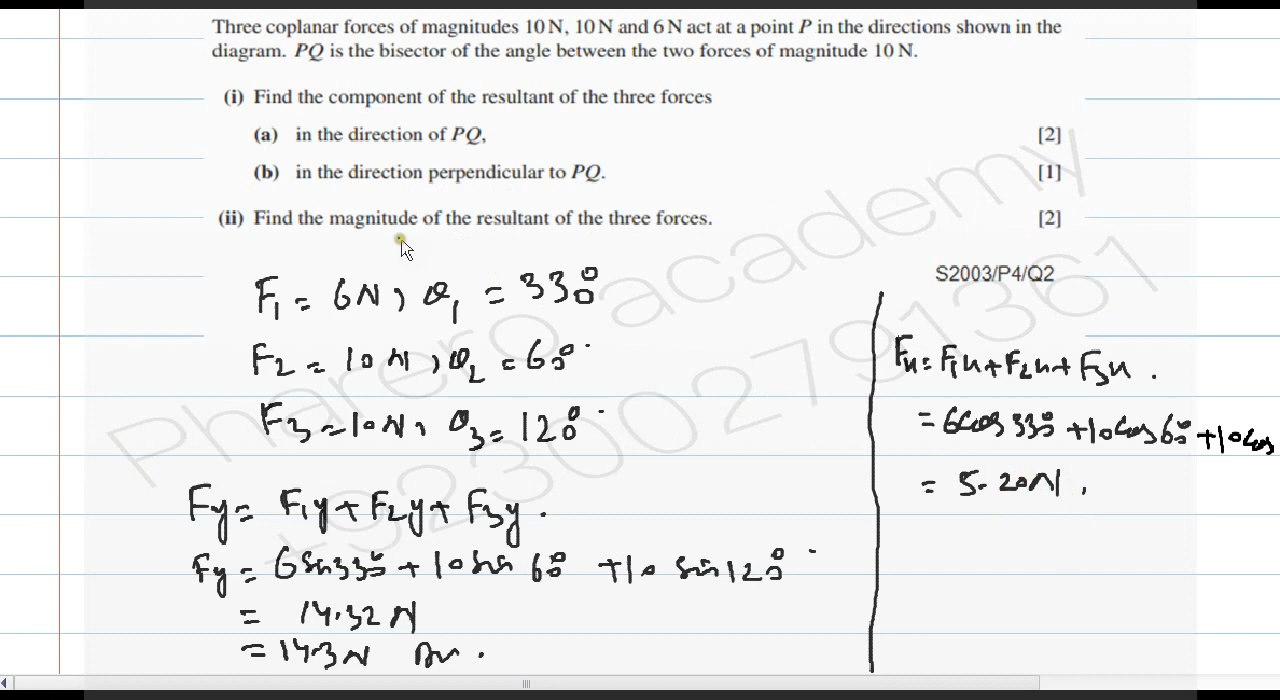 Three coplanar forces of magnitudes 10 N, 10 N and 6 N act at a point P in the directions shown in the
diagram. PQ is the bisector of the angle between the two forces of magnitude 10 N.
(i) Find the component of the resultant of the three forces
(a) in the direction of PQ, [2]
(b) in the direction perpendicular to PQ. [1]
(ii) Find the magnitude of the resultant of the three forces. [2]
S2003/P4/Q2
F1 = 6N, θ1 = 330°
F2 = 10N, θ2 = 60°
F3 = 10N, θ3 = 120°
Fy = F1y + F2y + F3y.
Fy = 6 sin 330° + 10 sin 60° + 10 sin 120°
= 14.32 N
= 14.3 N Ans.
Fx = F1x + F2x + F3x.
= 6 cos 330° + 10 cos 60° + 10 cos
= 5.20 N,
Pharero academy
+923002791361